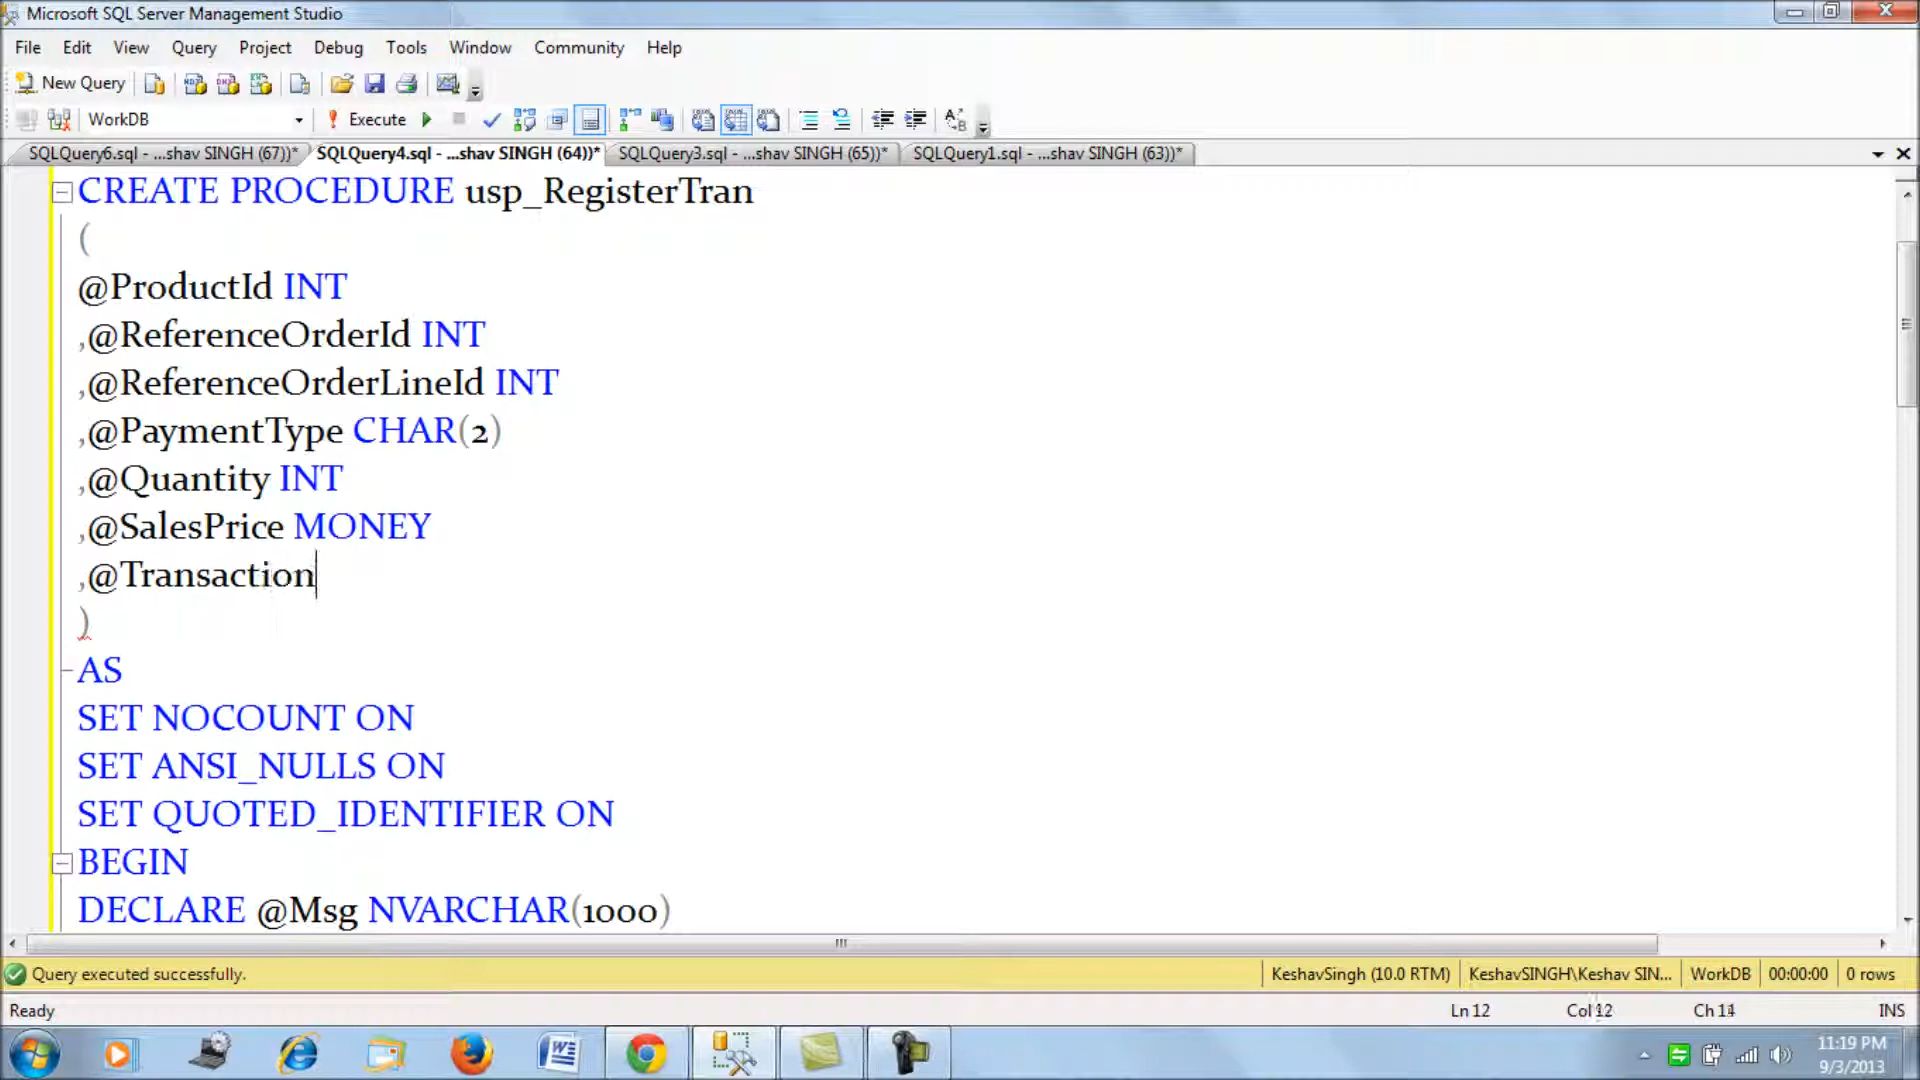 Microsoft SQL Server Management Studio
File Edit View Query Project Debug Tools Window Community Help
New Query
WorkDB Execute
SQLQuery6.sql - ...shav SINGH (67))* SQLQuery4.sql - ...shav SINGH (64))* SQLQuery3.sql - ...shav SINGH (65))* SQLQuery1.sql - ...shav SINGH (63))*
CREATE PROCEDURE usp_RegisterTran
(
@ProductId INT
,@ReferenceOrderId INT
,@ReferenceOrderLineId INT
,@PaymentType CHAR(2)
,@Quantity INT
,@SalesPrice MONEY
,@Transaction
)
AS
SET NOCOUNT ON
SET ANSI_NULLS ON
SET QUOTED_IDENTIFIER ON
BEGIN
DECLARE @Msg NVARCHAR(1000)
Query executed successfully. KeshavSingh (10.0 RTM) KeshavSINGH\Keshav SIN... WorkDB 00:00:00 0 rows
Ready Ln 12 Col 12 Ch 14 INS
11:19 PM
9/3/2013